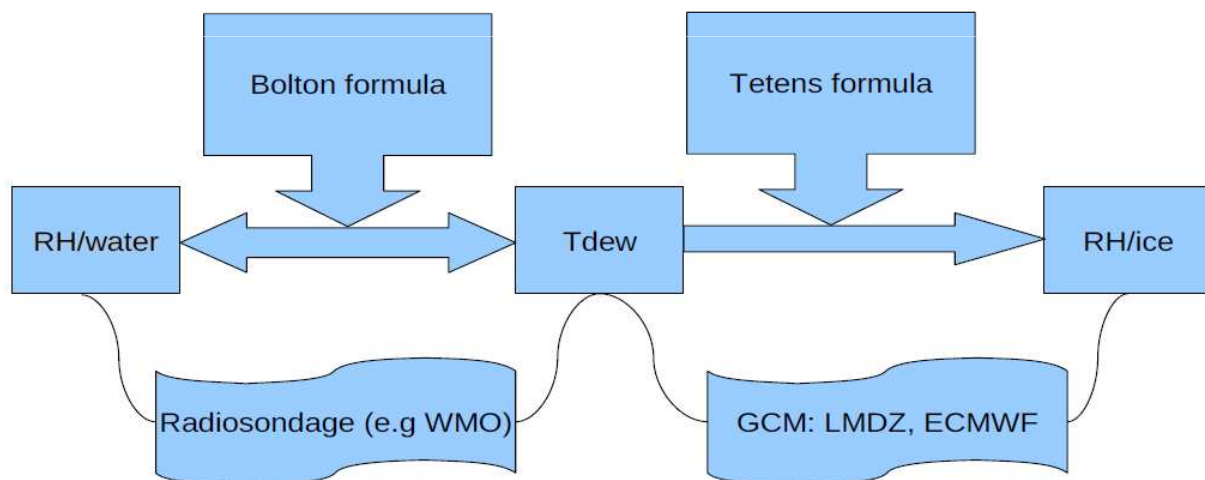 Bolton formula
Tetens formula
RH/water
Tdew
RH/ice
Radiosondage (e.g WMO)
GCM: LMDZ, ECMWF